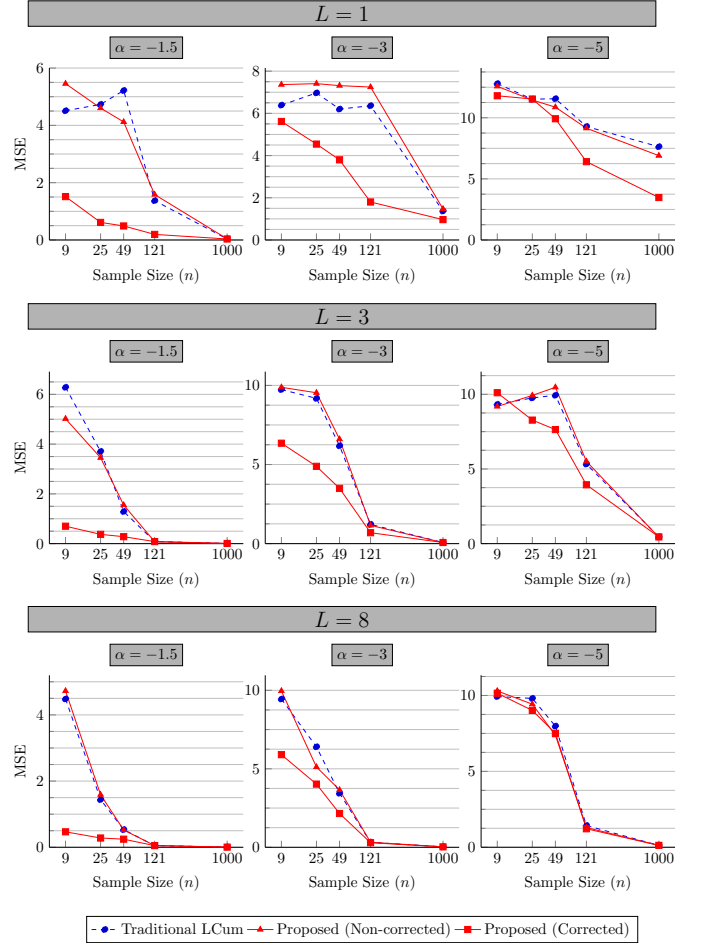 L = 1
α = −1.5
α = −3
α = −5
MSE
6
4
2
0
9 25 49 121 1000
Sample Size (n)
8
6
4
2
0
9 25 49 121 1000
Sample Size (n)
10
5
0
9 25 49 121 1000
Sample Size (n)
L = 3
α = −1.5
α = −3
α = −5
MSE
6
4
2
0
9 25 49 121 1000
Sample Size (n)
10
5
0
9 25 49 121 1000
Sample Size (n)
10
5
0
9 25 49 121 1000
Sample Size (n)
L = 8
α = −1.5
α = −3
α = −5
MSE
4
2
0
9 25 49 121 1000
Sample Size (n)
10
5
0
9 25 49 121 1000
Sample Size (n)
10
5
0
9 25 49 121 1000
Sample Size (n)
Traditional LCum Proposed (Non-corrected) Proposed (Corrected)